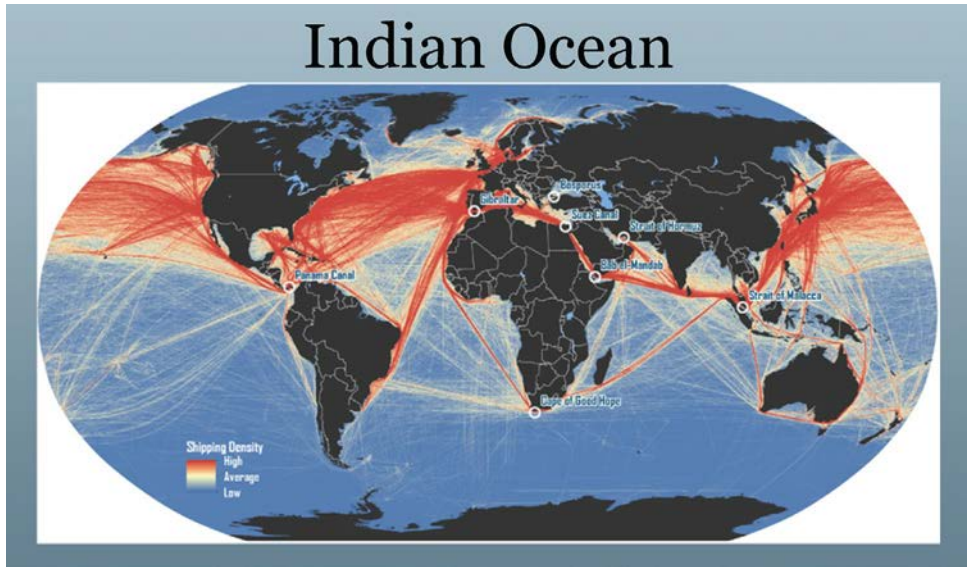 Indian Ocean
Bosporus
Gibraltar
Suez Canal
Strait of Hormuz
Bab el-Mandab
Panama Canal
Strait of Malacca
Cape of Good Hope
Shipping Density
High
Average
Low